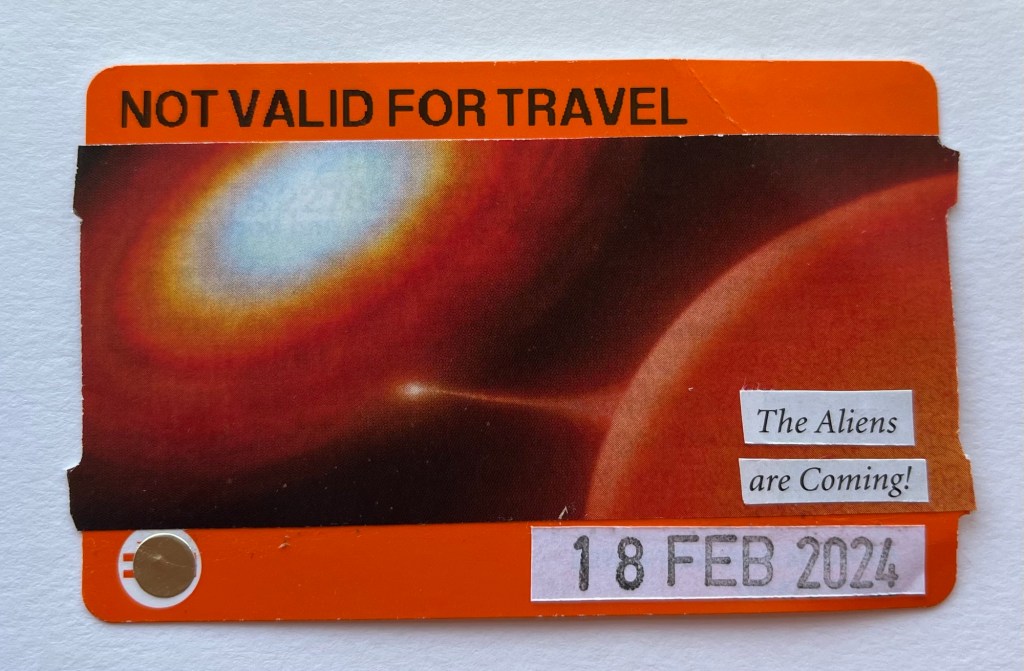 NOT VALID FOR TRAVEL
The Aliens
are Coming!
18 FEB 2024